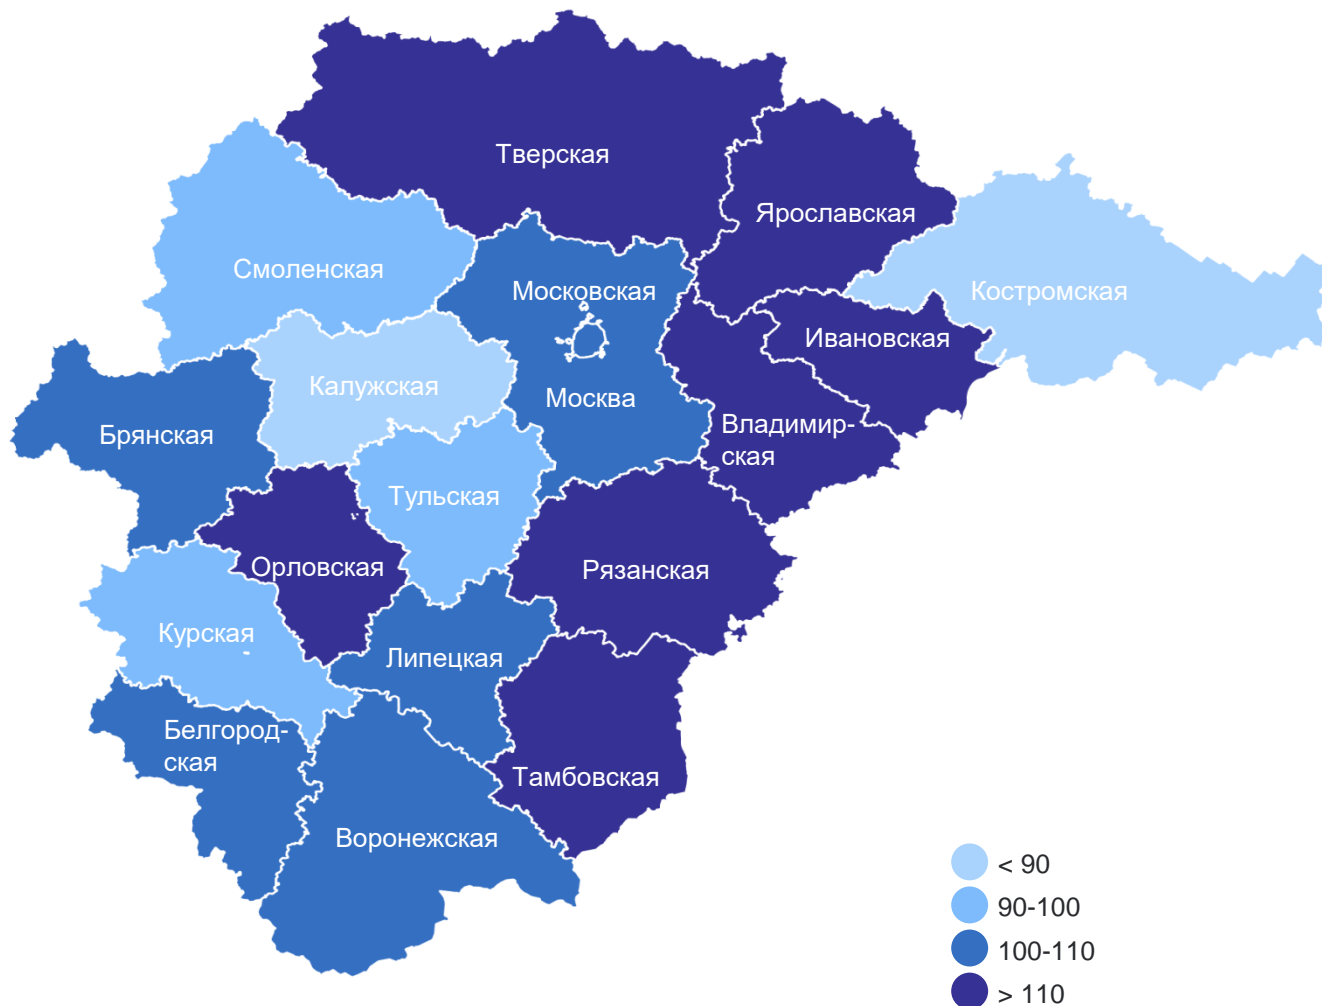 Тверская
Ярославская
Смоленская
Московская
Костромская
Ивановская
Калужская
Москва
Брянская
Владимир-
ская
Тульская
Орловская
Рязанская
Курская
Липецкая
Белгород-
ская
Тамбовская
Воронежская
< 90
90-100
100-110
> 110